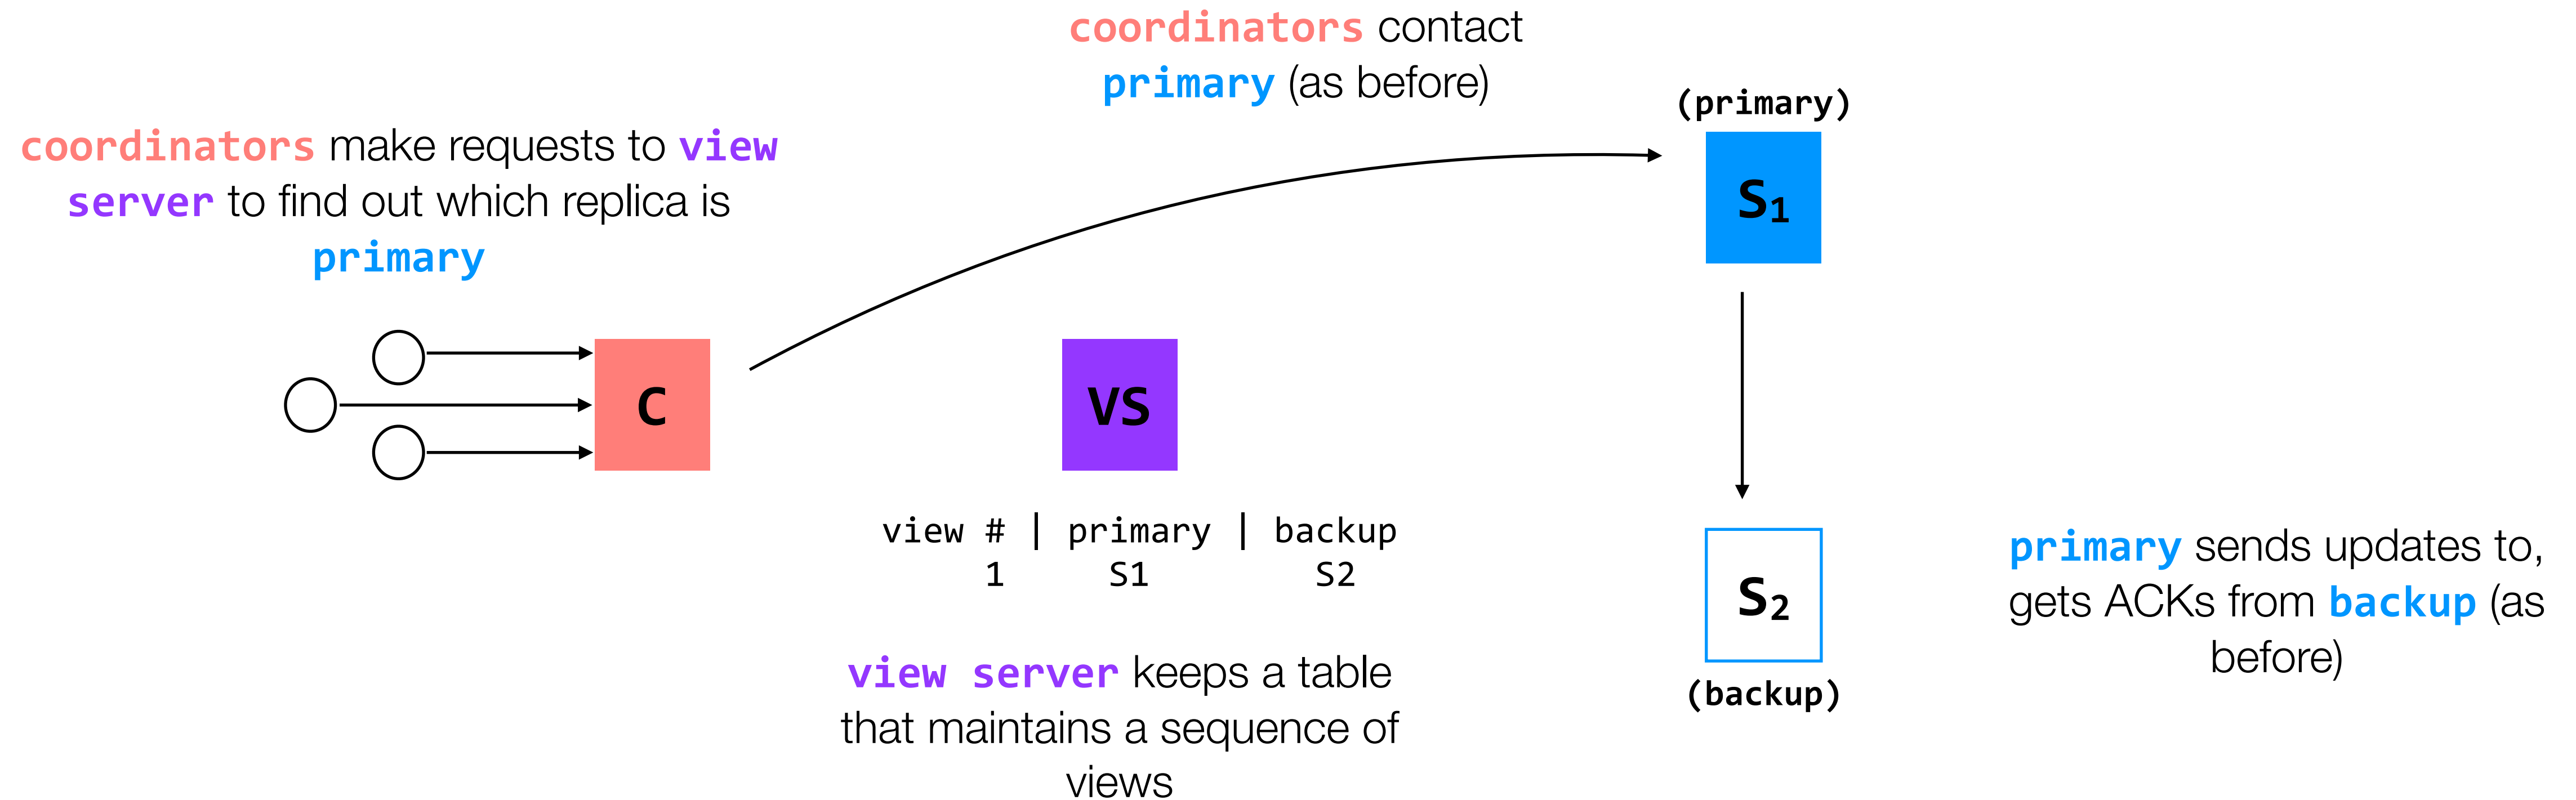 coordinators contact
primary (as before)
coordinators make requests to view
server to find out which replica is
primary
(primary)
S1
C
VS
view # | primary | backup
1 S1 S2
view server keeps a table
that maintains a sequence of
views
S2
(backup)
primary sends updates to,
gets ACKs from backup (as
before)